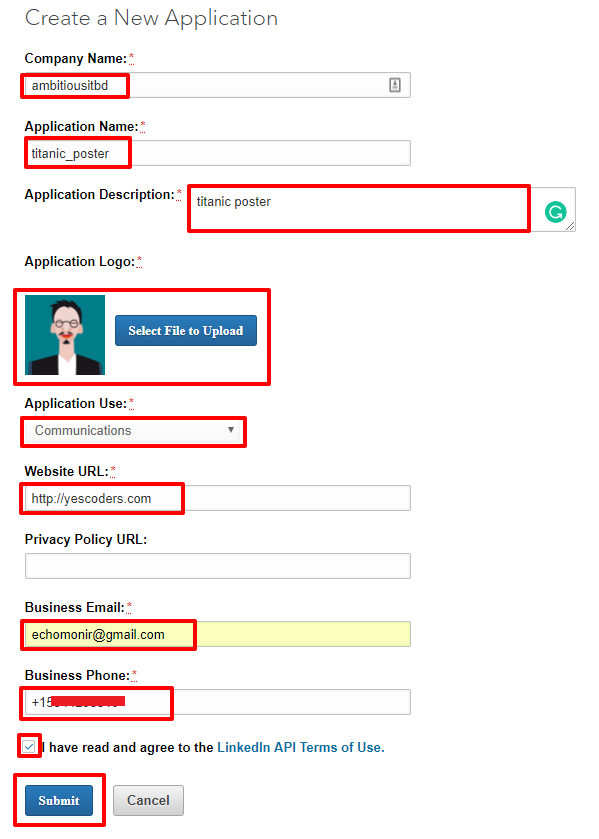 Create a New Application
Company Name:*
ambitiousitbd
Application Name:*
titanic_poster
Application Description:*
titanic poster
Application Logo:*
Select File to Upload
Application Use:*
Communications
Website URL:*
http://yescoders.com
Privacy Policy URL:
Business Email:*
echomonir@gmail.com
Business Phone:*
I have read and agree to the LinkedIn API Terms of Use.
Submit
Cancel